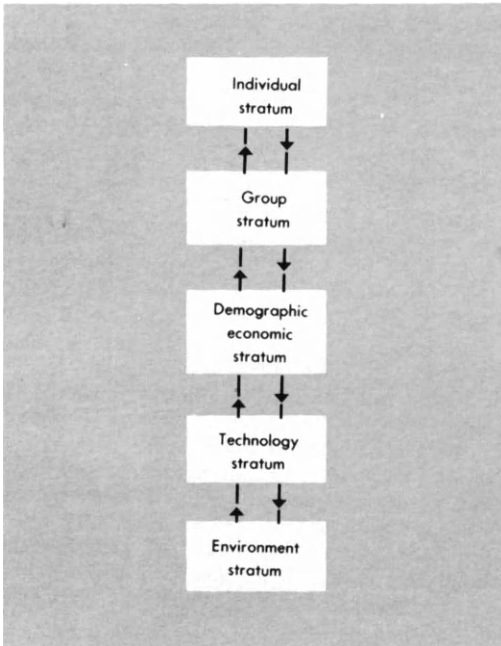 Individual
stratum
Group
stratum
Demographic
economic
stratum
Technology
stratum
Environment
stratum